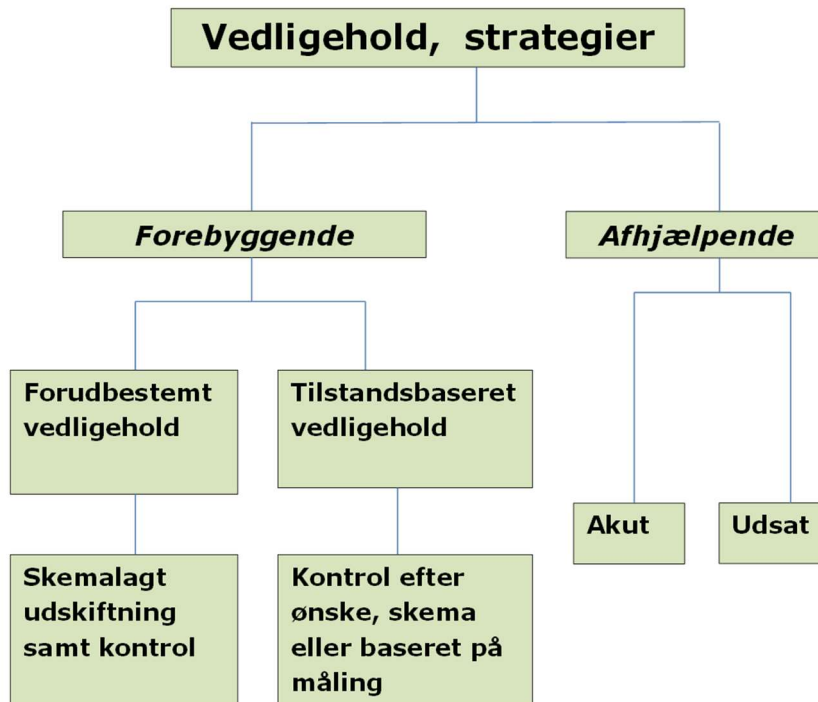 Vedligehold, strategier
Forebyggende
Afhjælpende
Forudbestemt
vedligehold
Tilstandsbaseret
vedligehold
Akut
Udsat
Skemalagt
udskiftning
samt kontrol
Kontrol efter
ønske, skema
eller baseret på
måling